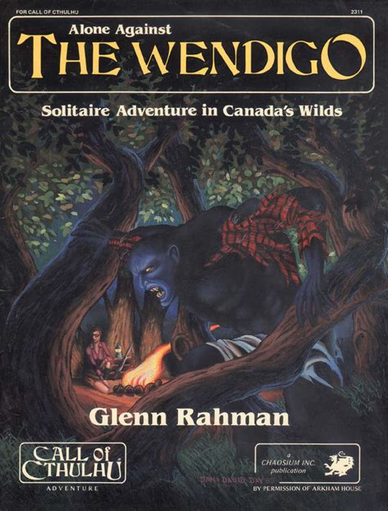 FOR CALL OF CTHULHU
2311
Alone Against
THE WENDIGO
Solitaire Adventure in Canada's Wilds
Glenn Rahman
CALL of
CTHULHU
ADVENTURE
a
CHAOSIUM INC.
publication
BY PERMISSION OF ARKHAM HOUSE